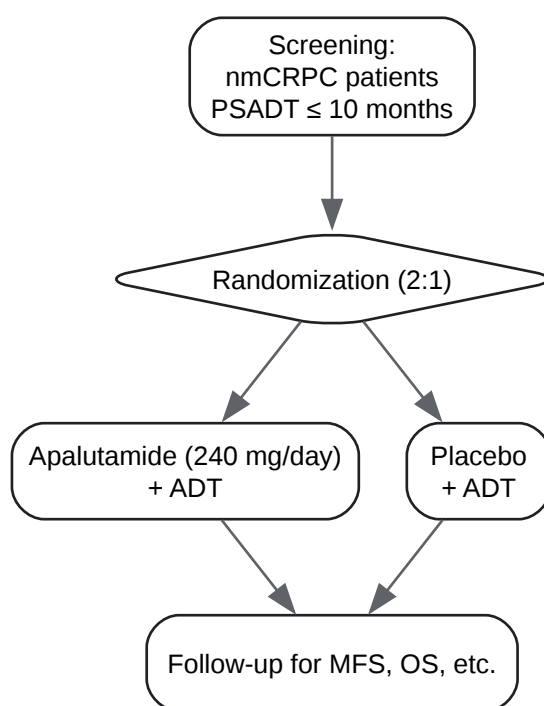 Screening:
nmCRPC patients
PSADT ≤ 10 months
Randomization (2:1)
Apalutamide (240 mg/day)
+ ADT
Placebo
+ ADT
Follow-up for MFS, OS, etc.